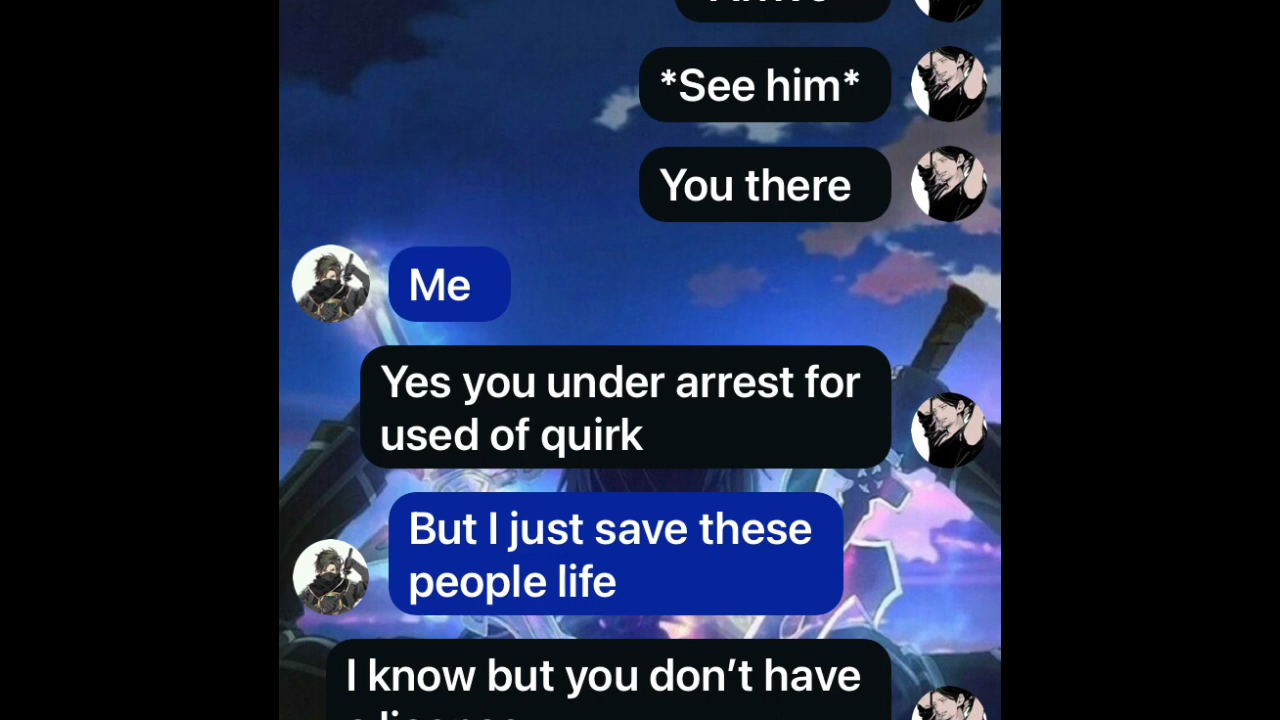 *See him*
You there
Me
Yes you under arrest for
used of quirk
But I just save these
people life
I know but you don’t have